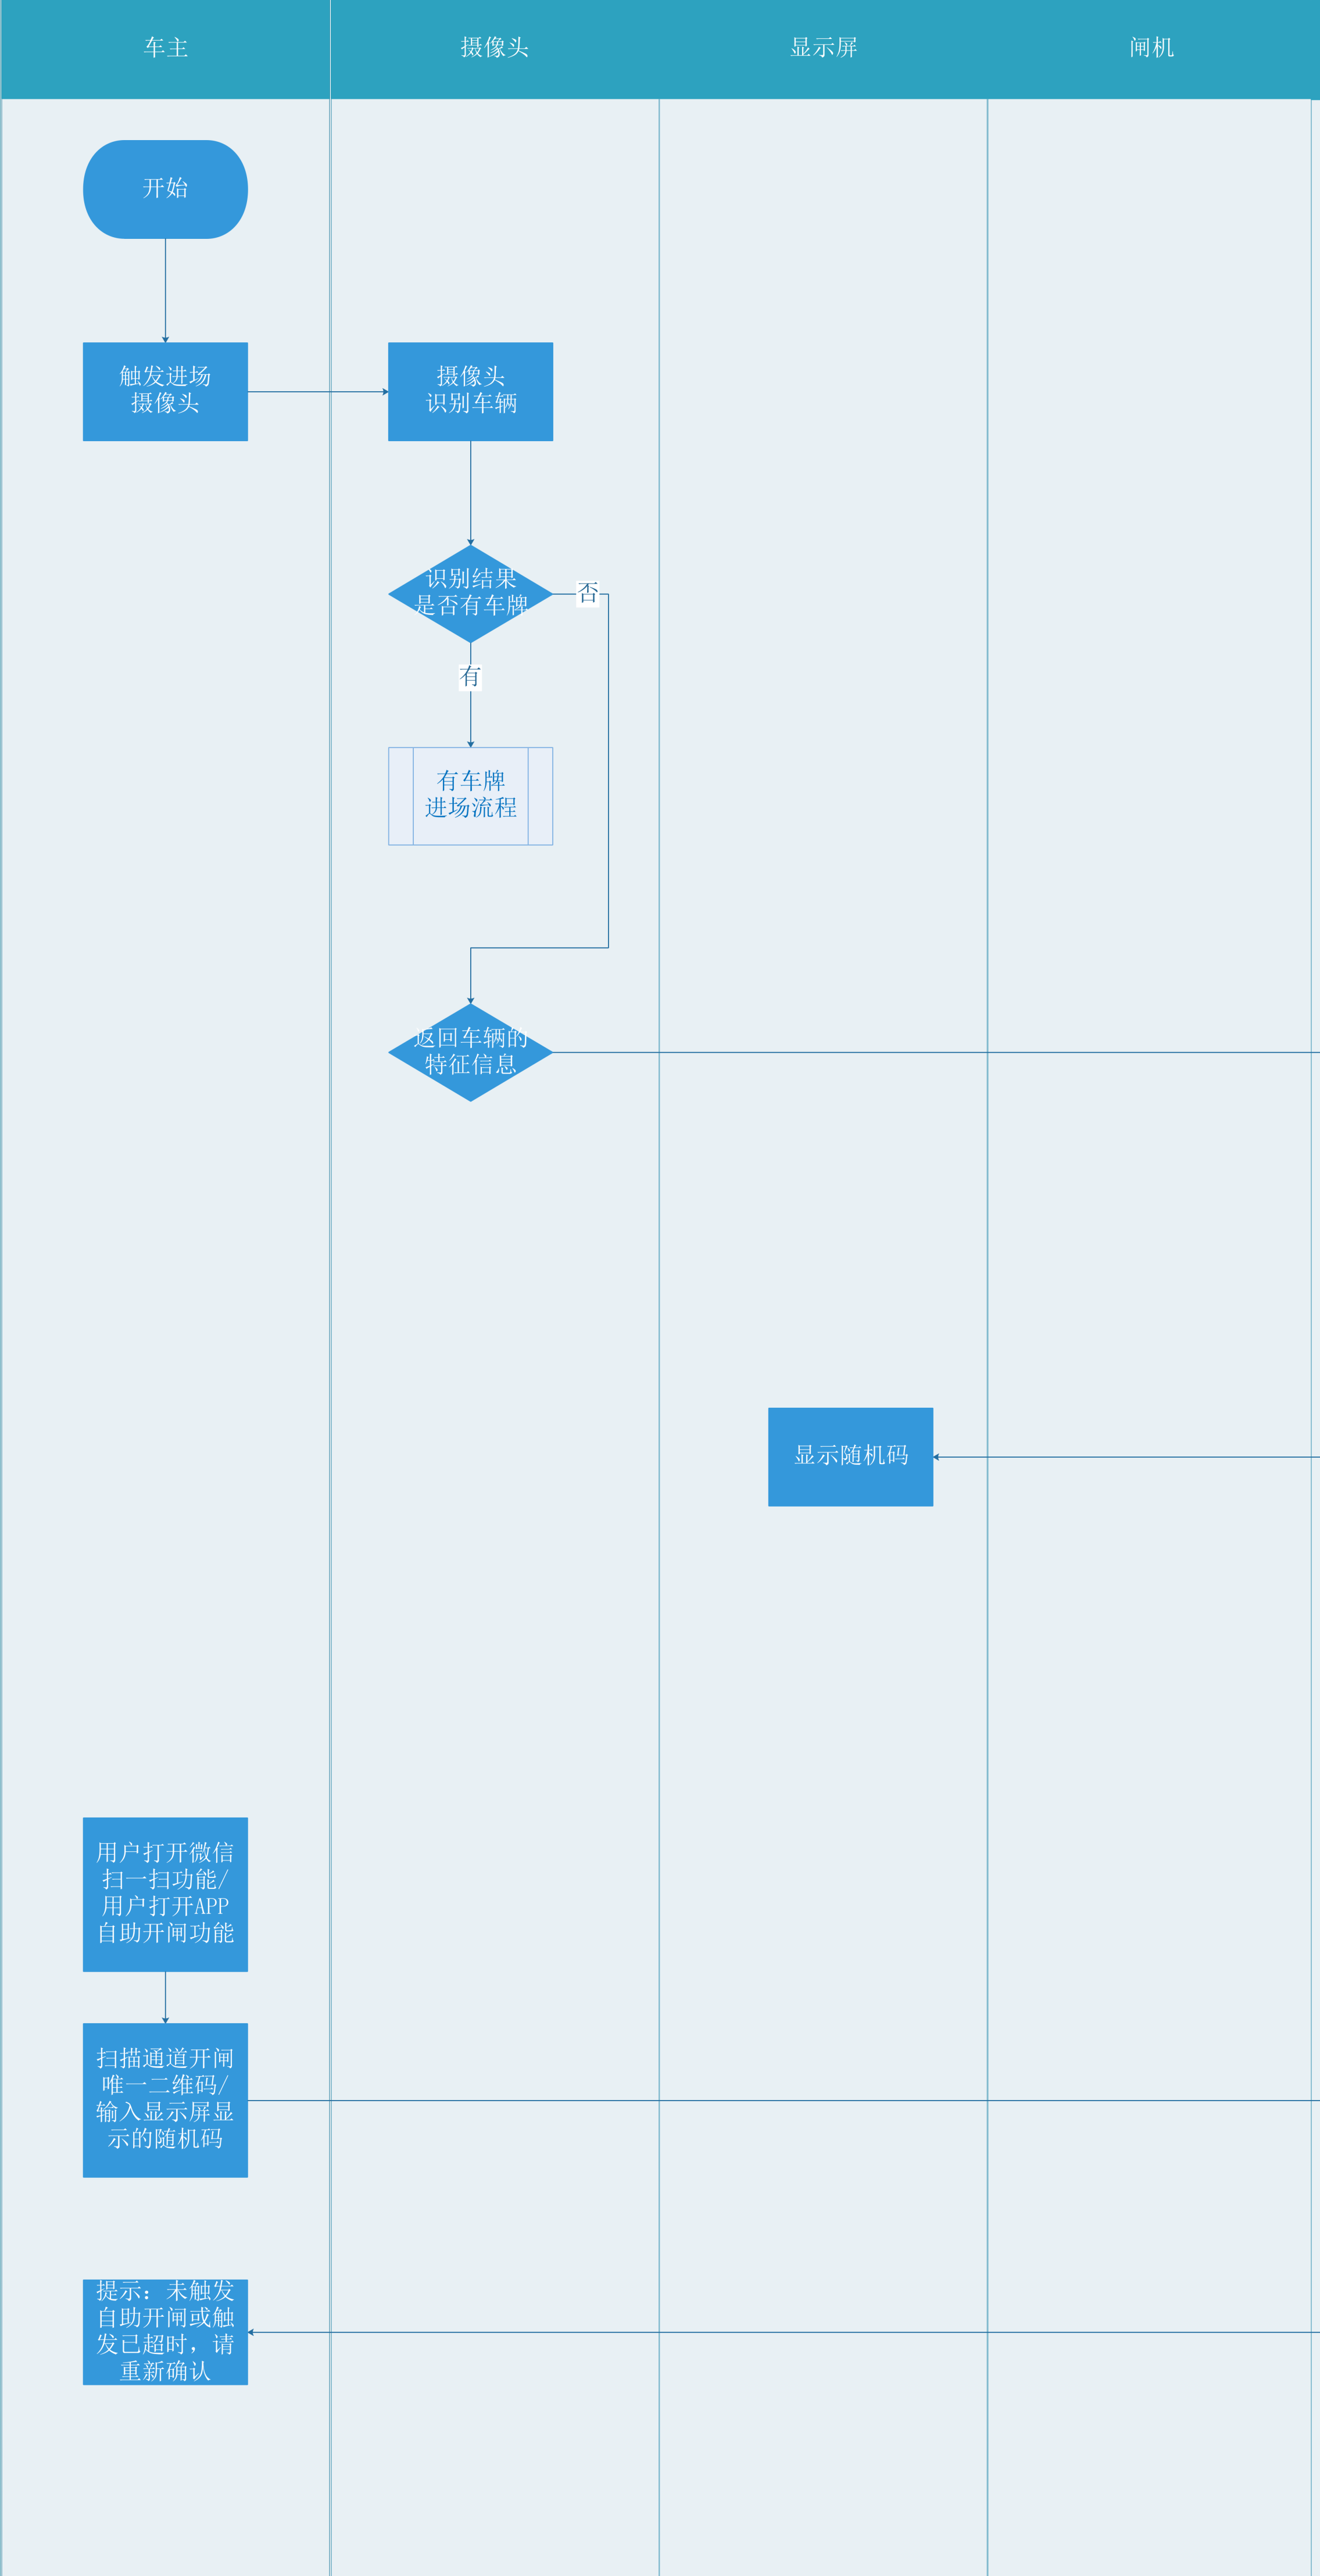 车主
摄像头
显示屏
闸机
开始
触发进场
摄像头
摄像头
识别车辆
识别结果
是否有车牌
否
有
有车牌
进场流程
返回车辆的
特征信息
显示随机码
用户打开微信
扫一扫功能/
用户打开APP
自助开闸功能
扫描通道开闸
唯一二维码/
输入显示屏显
示的随机码
提示：未触发
自助开闸或触
发已超时，请
重新确认